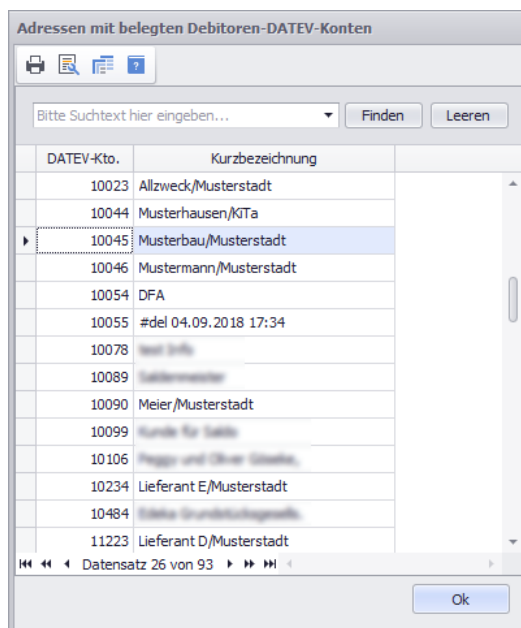 Adressen mit belegten Debitoren-DATEV-Konten
Bitte Suchtext hier eingeben...
Finden
Leeren
DATEV-Kto. Kurzbezeichnung
10023 Allzweck/Musterstadt
10044 Musterhausen/KiTa
10045 Musterbau/Musterstadt
10046 Mustermann/Musterstadt
10054 DFA
10055 #del 04.09.2018 17:34
10078
10089
10090 Meier/Musterstadt
10099
10106
10234 Lieferant E/Musterstadt
10484
11223 Lieferant D/Musterstadt
Datensatz 26 von 93
Ok